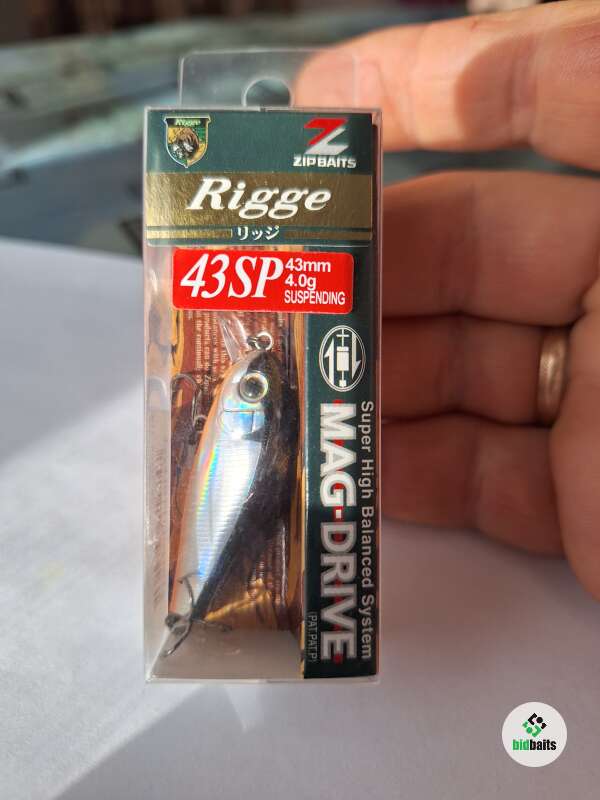 Rigge
ZIPBAITS
Rigge
リッジ
43SP
43mm
4.0g
SUSPENDING
Super High Balanced System
MAG-DRIVE
(PAT.PAT.P)
bidbaits